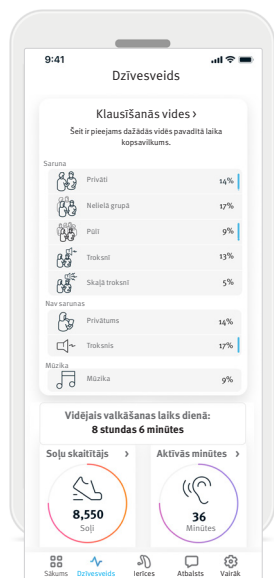 9:41
Dzīvesveids
Klausīšanās vides >
Šeit ir pieejams dažādās vidēs pavadītā laika
kopsavilkums.
Saruna
Privāti 14%
Nelielā grupā 17%
Pūlī 9%
Troksnī 13%
Skaļā troksnī 5%
Nav sarunas
Privātums 14%
Troksnis 17%
Mūzika
Mūzika 9%
Vidējais valkāšanas laiks dienā:
8 stundas 6 minūtes
Soļu skaitītājs > Aktīvās minūtes >
8,550 36
Soļi Minūtes
Sākums Dzīvesveids Ierīces Atbalsts Vairāk